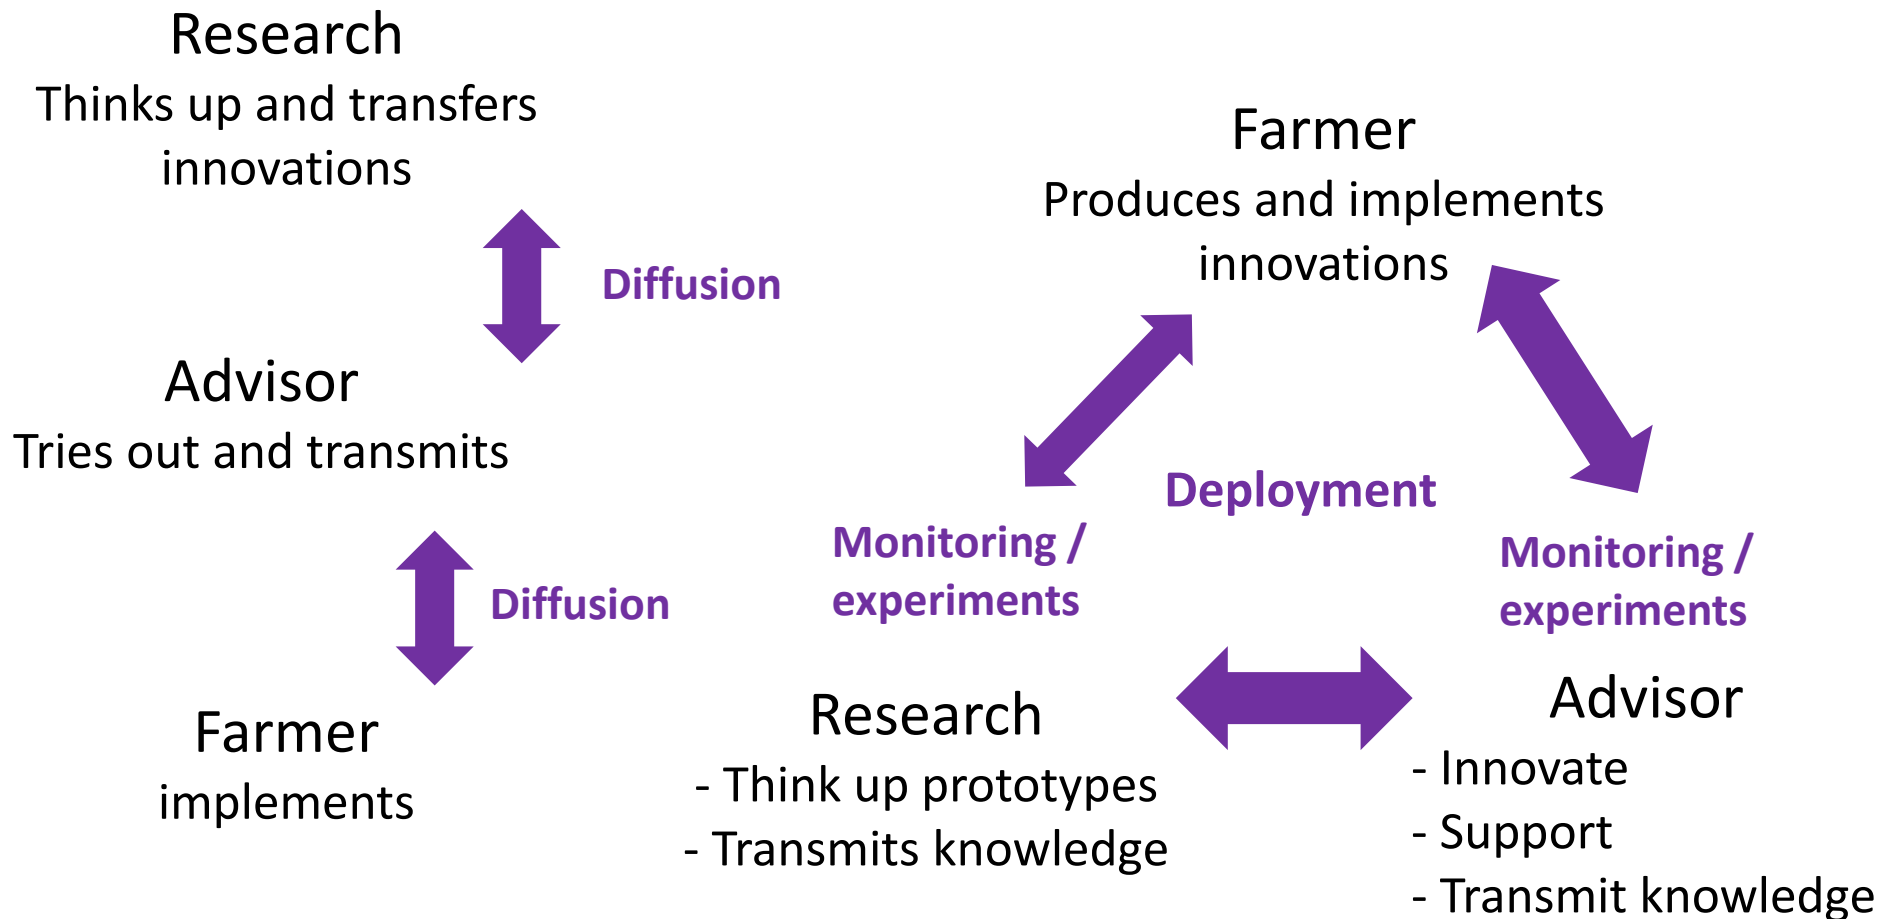 Research
Thinks up and transfers
innovations
Diffusion
Advisor
Tries out and transmits
Diffusion
Farmer
implements
Farmer
Produces and implements
innovations
Deployment
Monitoring /
experiments
Monitoring /
experiments
Research
- Think up prototypes
- Transmits knowledge
Advisor
- Innovate
- Support
- Transmit knowledge